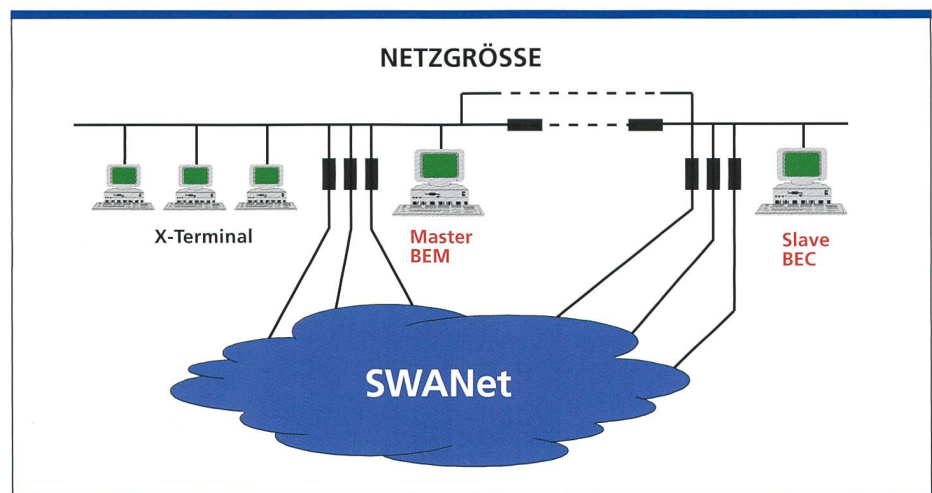 NETZGRÖSSE
X-Terminal
Master
BEM
Slave
BEC
SWANet